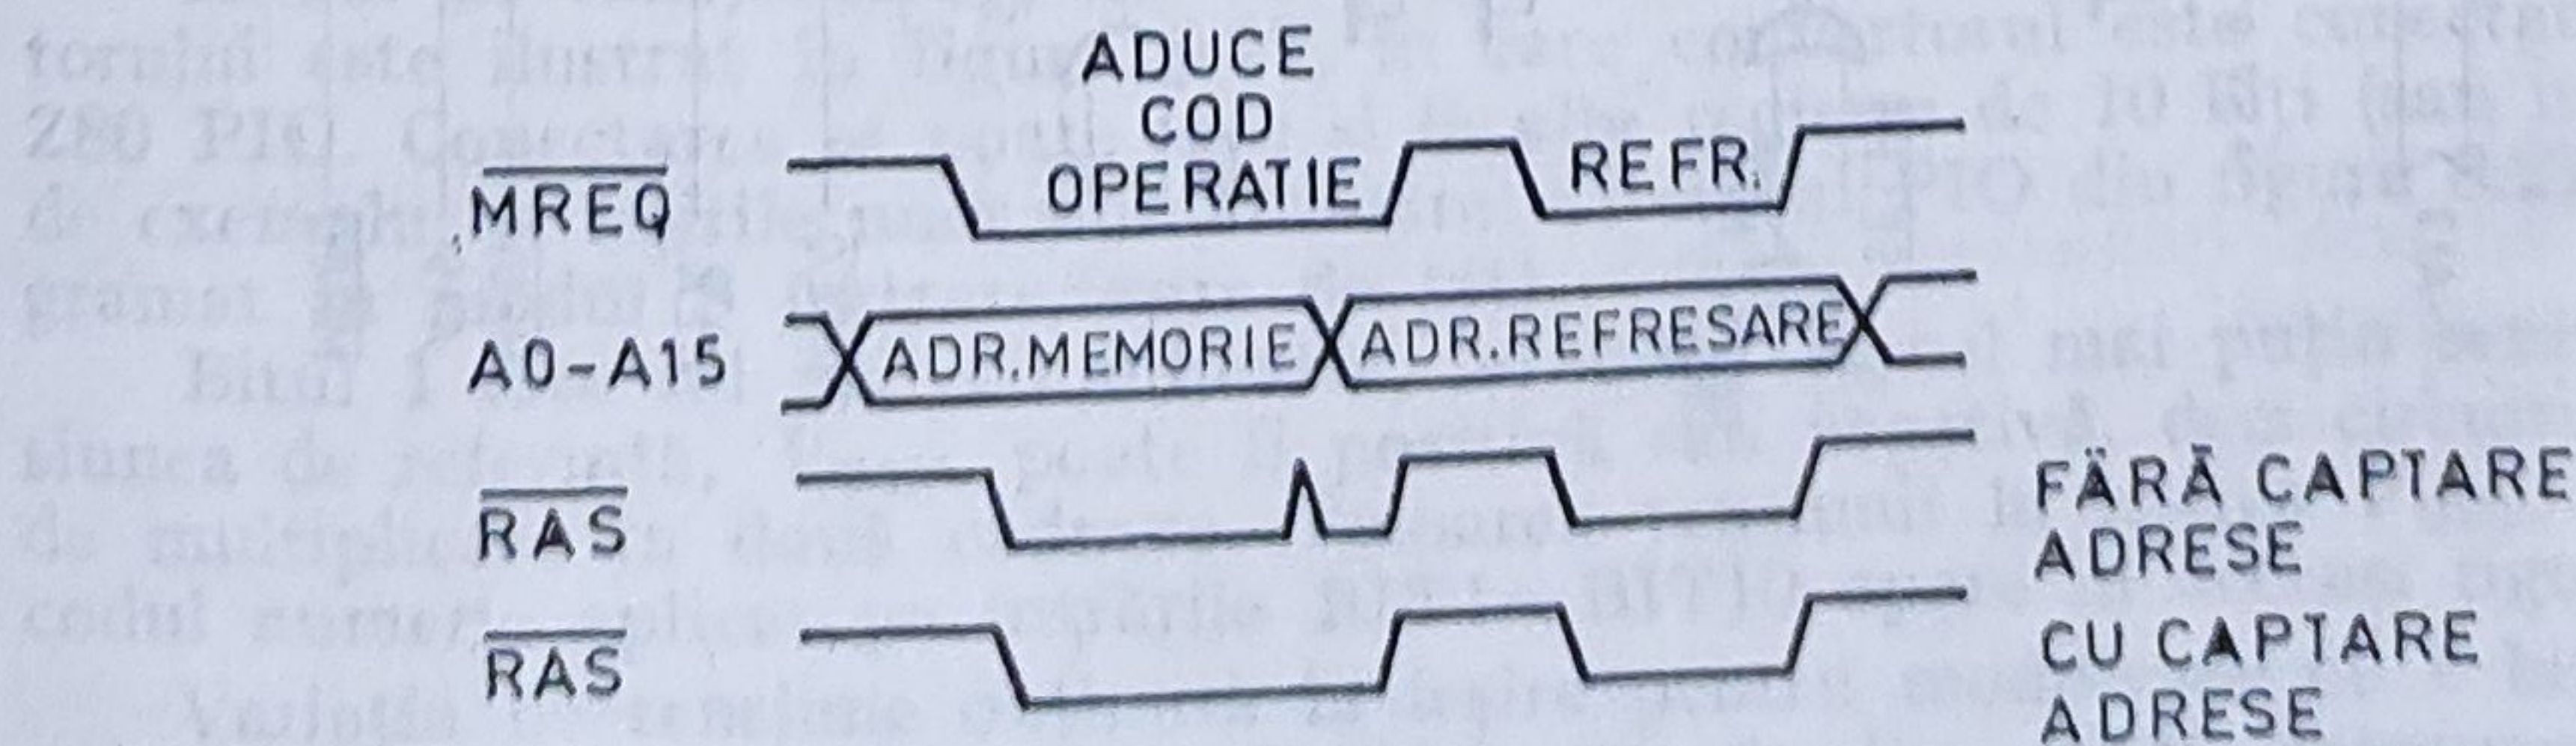 ADUCE
COD
OPERATIE
REFR.
MREQ
A0-A15
ADR.MEMORIE
ADR.REFRESARE
RAS
FĂRĂ CAPTARE
ADRESE
RAS
CU CAPTARE
ADRESE